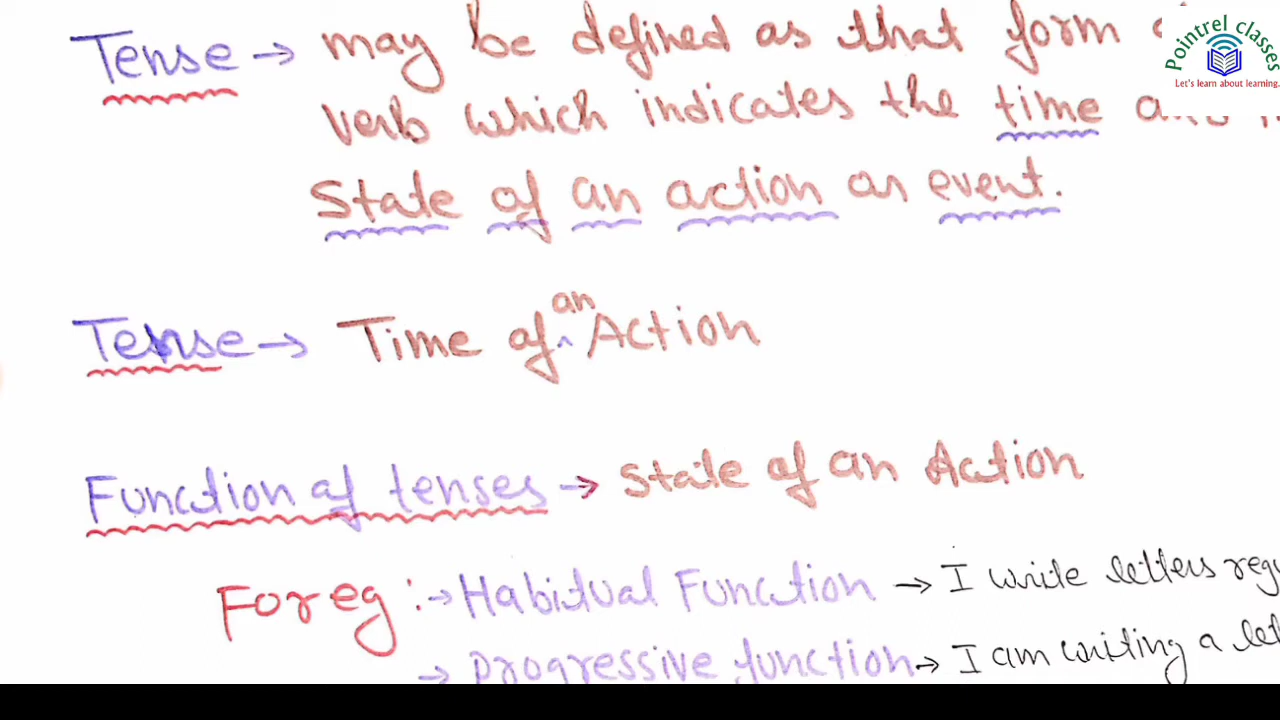 Tense → may be defined as that form
verb which indicates the time
State of an action or event.
Tense → Time of an Action
Function of tenses → State of an Action
For eg :→ Habitual Function → I write letters regu
→ Progressive function → I am writing a let
Pointrel classes
Let's learn about learning.